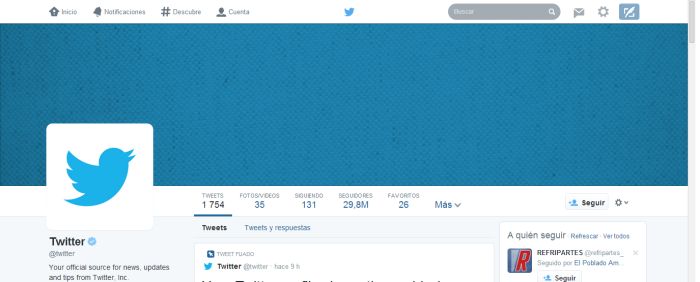 Inicio Notificaciones Descubre Cuenta Buscar
TWEETS FOTOS/VIDEOS SIGUIENDO SEGUIDORES FAVORITOS
1 754 35 131 29,8M 26 Más Seguir
Tweets Tweets y respuestas
Twitter
@twitter
Your official source for news, updates
and tips from Twitter, Inc.
TWEET FIJADO
Twitter @twitter · hace 9 h
A quién seguir · Refrescar · Ver todos
REFRIPARTES @refripartes_
Seguido por El Poblado Am...
Seguir